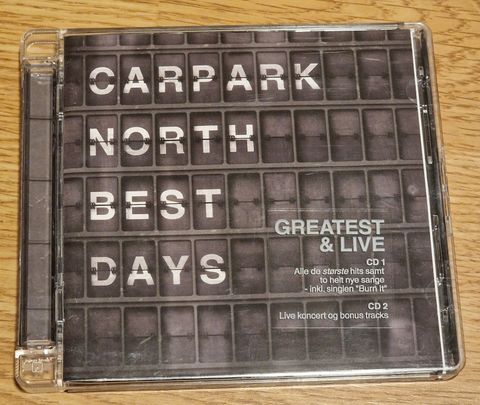 CARPARK
NORTH
BEST
DAYS
GREATEST
& LIVE
CD 1
Alle de største hits samt
to helt nye sange
- inkl. singlen "Burn It"
CD 2
Live koncert og bonus tracks